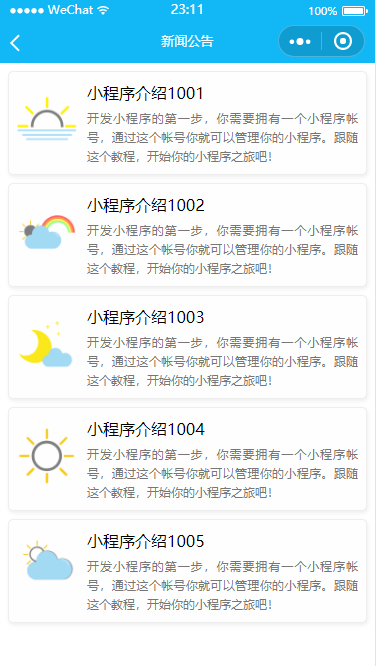 WeChat
23:11
100%
新闻公告
小程序介绍1001
开发小程序的第一步，你需要拥有一个小程序帐
号，通过这个帐号你就可以管理你的小程序。跟随
这个教程，开始你的小程序之旅吧！
小程序介绍1002
开发小程序的第一步，你需要拥有一个小程序帐
号，通过这个帐号你就可以管理你的小程序。跟随
这个教程，开始你的小程序之旅吧！
小程序介绍1003
开发小程序的第一步，你需要拥有一个小程序帐
号，通过这个帐号你就可以管理你的小程序。跟随
这个教程，开始你的小程序之旅吧！
小程序介绍1004
开发小程序的第一步，你需要拥有一个小程序帐
号，通过这个帐号你就可以管理你的小程序。跟随
这个教程，开始你的小程序之旅吧！
小程序介绍1005
开发小程序的第一步，你需要拥有一个小程序帐
号，通过这个帐号你就可以管理你的小程序。跟随
这个教程，开始你的小程序之旅吧！